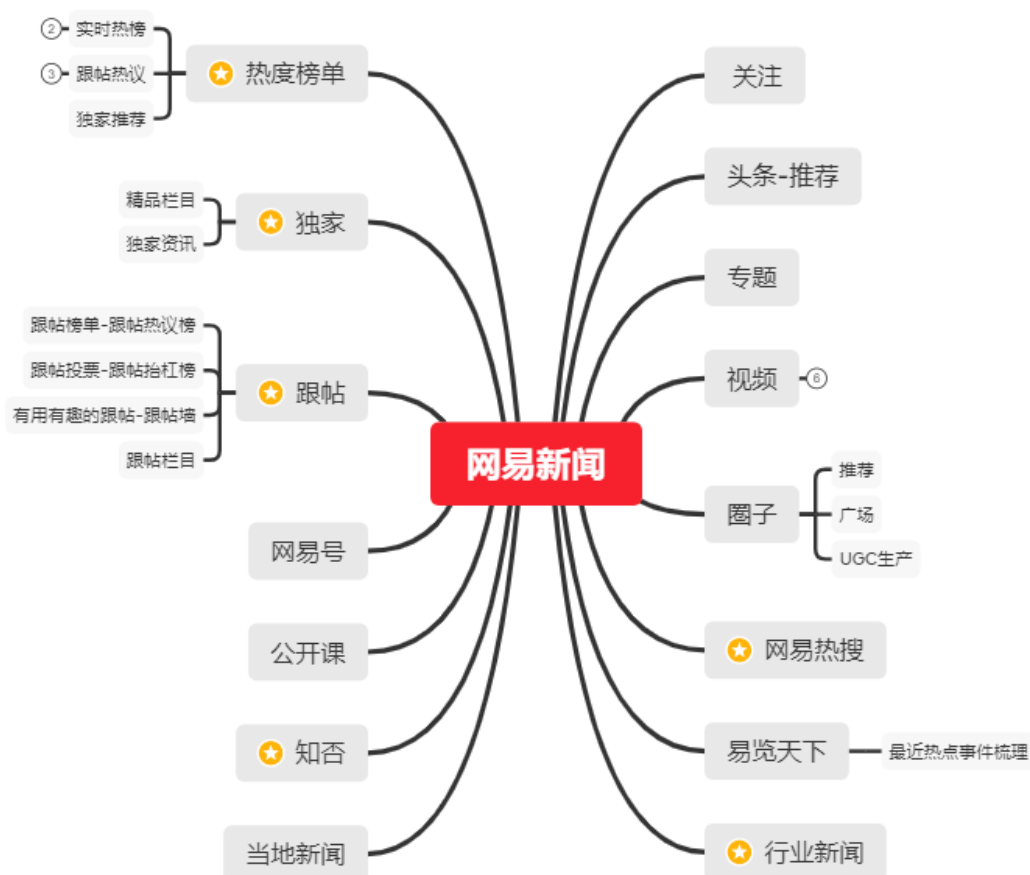 网易新闻
关注
头条-推荐
专题
视频
6
圈子
推荐
广场
UGC生产
网易热搜
易览天下
最近热点事件梳理
行业新闻
热度榜单
2
实时热榜
3
跟帖热议
独家推荐
独家
精品栏目
独家资讯
跟帖
跟帖榜单-跟帖热议榜
跟帖投票-跟帖抬杠榜
有用有趣的跟帖-跟帖墙
跟帖栏目
网易号
公开课
知否
当地新闻